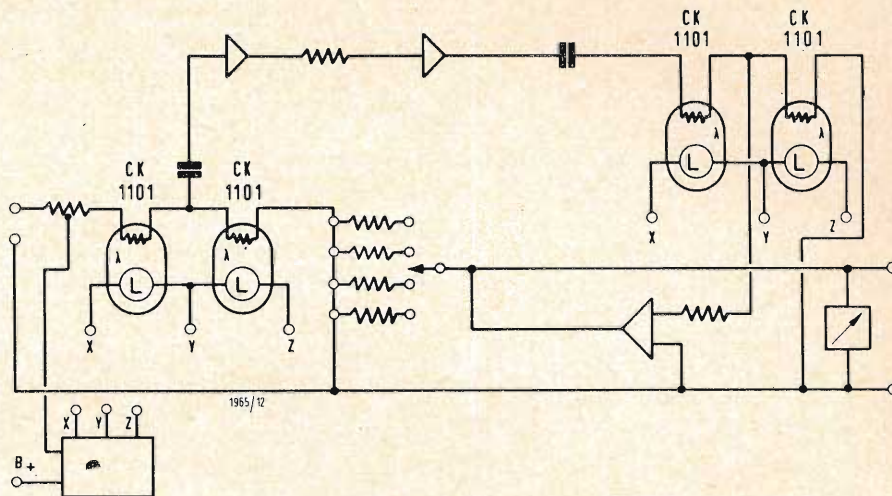 CK
1101
CK
1101
CK
1101
CK
1101
λ
L
λ
L
X
Y
Z
λ
L
λ
L
X
Y
Z
1965/12
X
Y
Z
B+